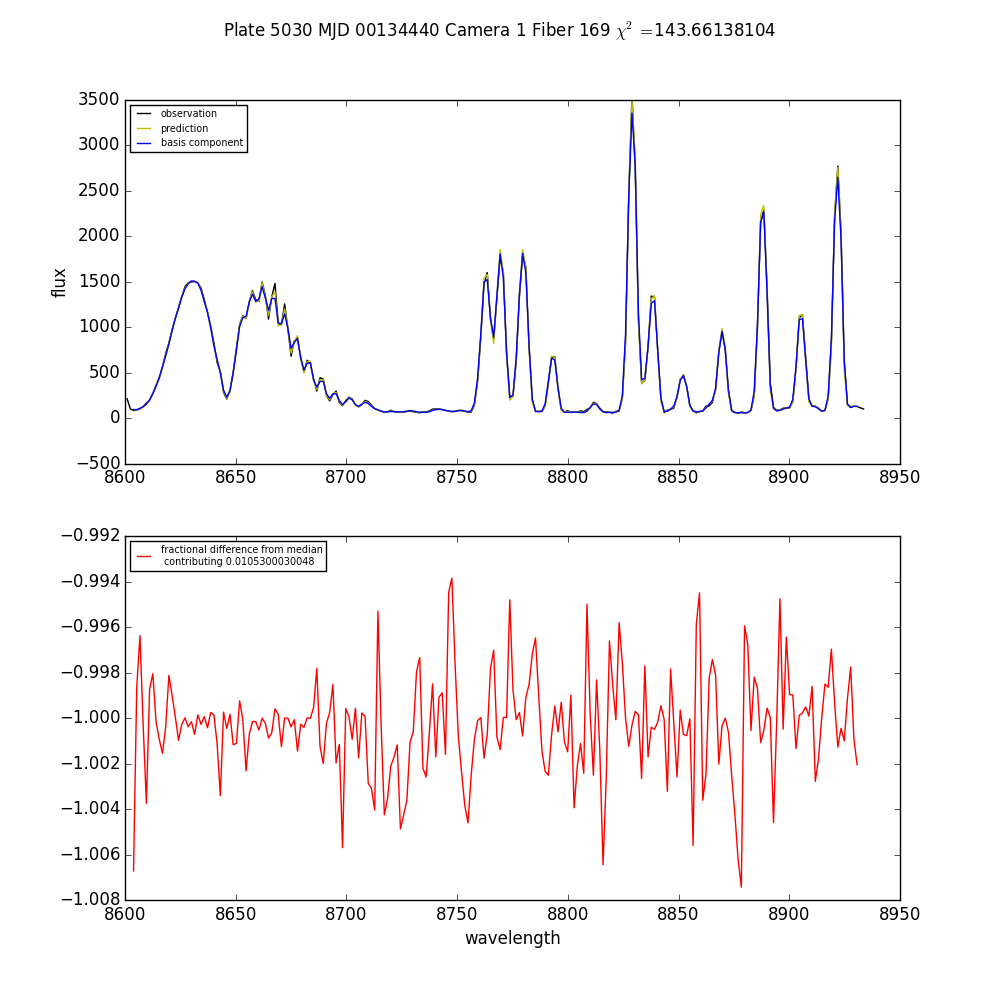 Plate 5030 MJD 00134440 Camera 1 Fiber 169 χ² =143.66138104
3500
3000
2500
2000
1500
1000
500
0
−500
flux
observation
prediction
basis component
8600 8650 8700 8750 8800 8850 8900 8950
−0.992
−0.994
−0.996
−0.998
−1.000
−1.002
−1.004
−1.006
−1.008
fractional difference from median
contributing 0.0105300030048
8600 8650 8700 8750 8800 8850 8900 8950
wavelength